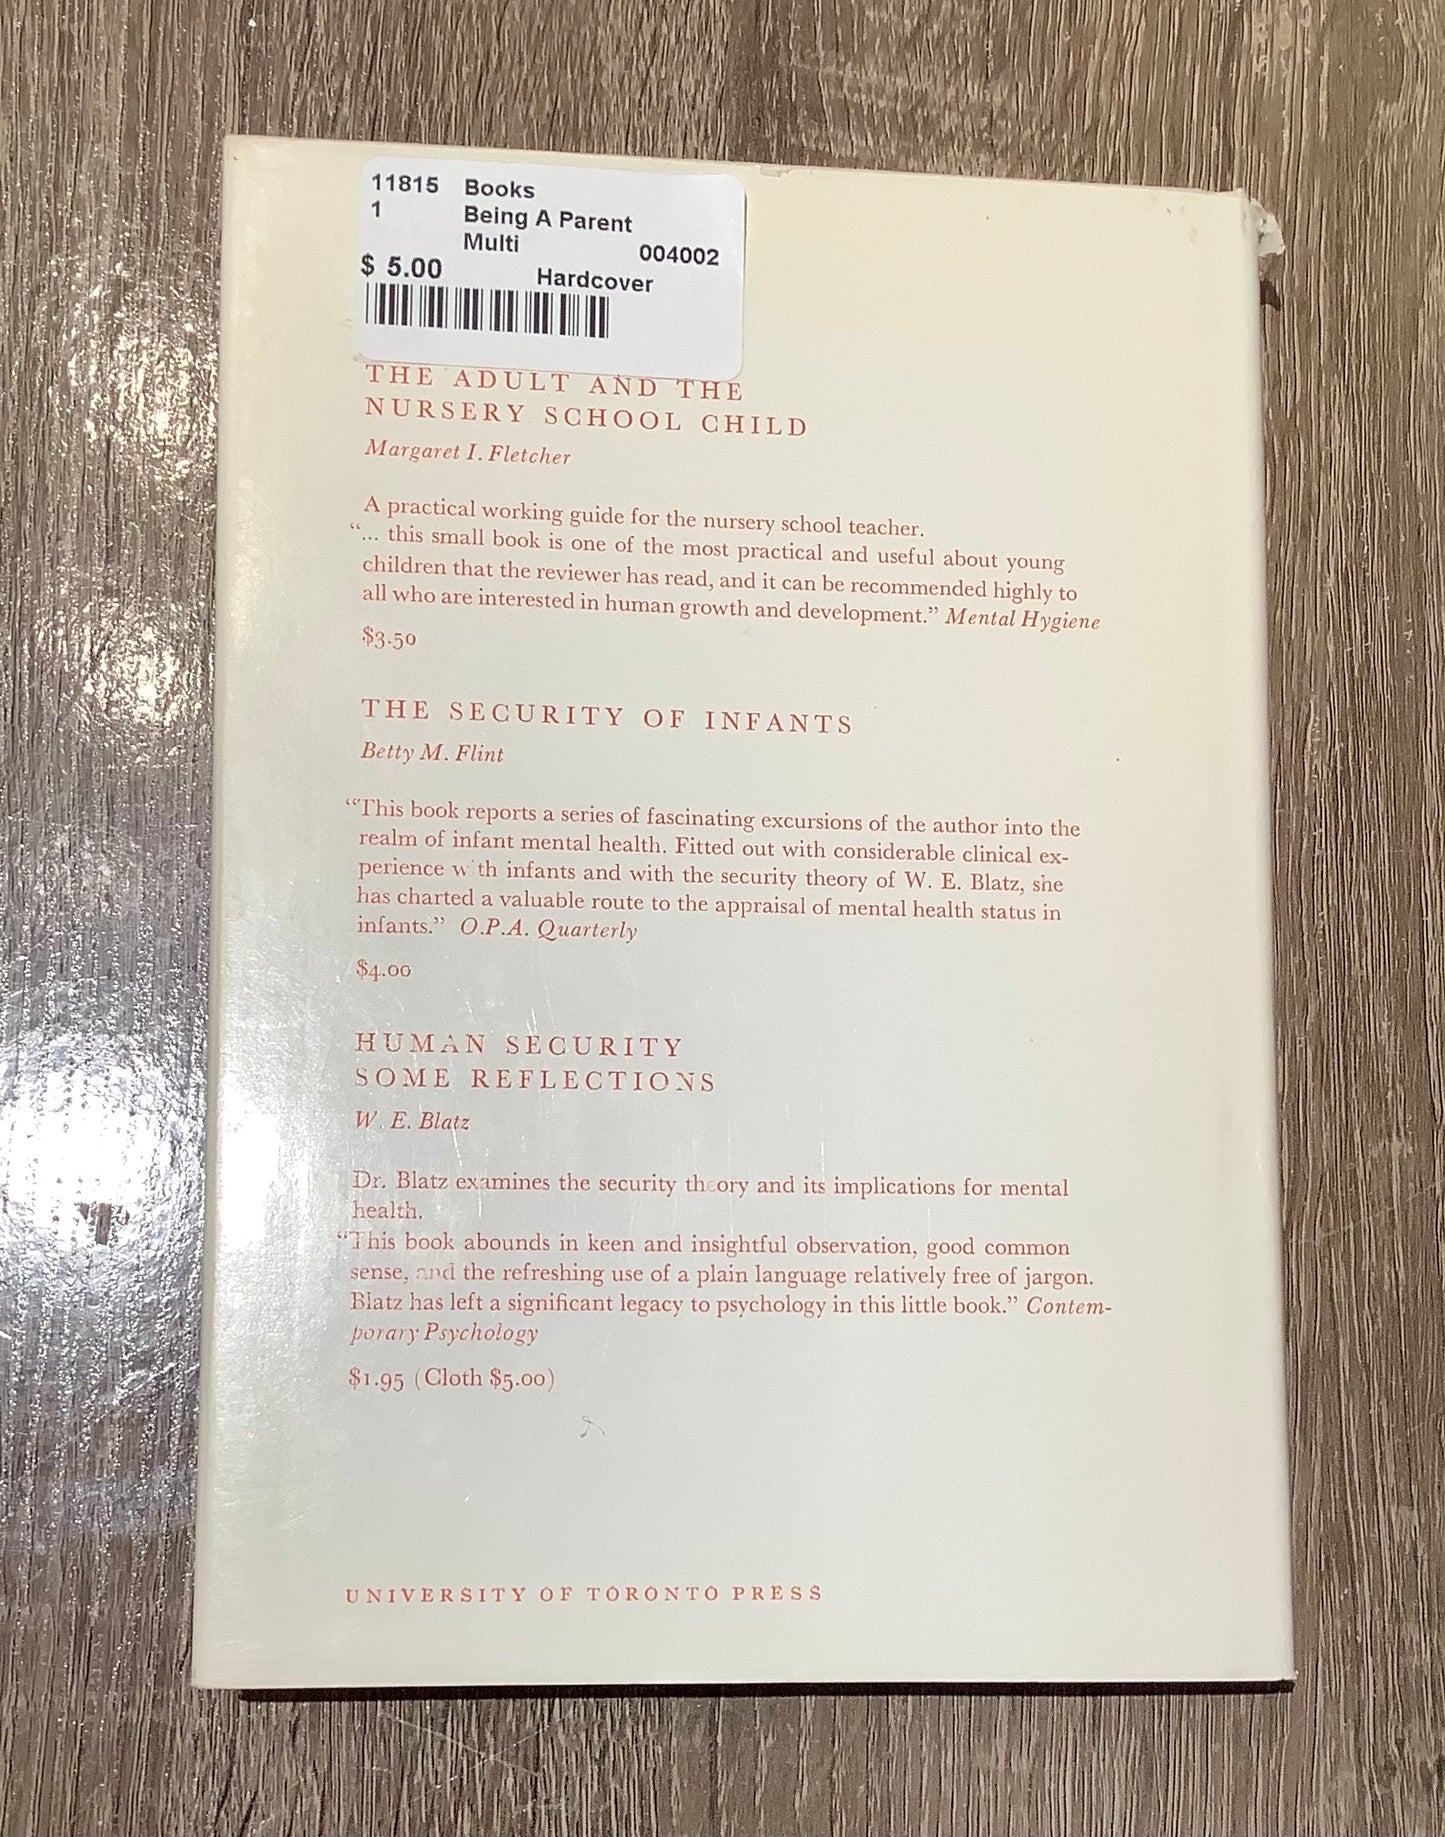 11815 Books
1 Being A Parent
Multi 004002
$ 5.00 Hardcover
THE ADULT AND THE
NURSERY SCHOOL CHILD
Margaret I. Fletcher
A practical working guide for the nursery school teacher.
“... this small book is one of the most practical and useful about young
children that the reviewer has read, and it can be recommended highly to
all who are interested in human growth and development.” Mental Hygiene
$3.50
THE SECURITY OF INFANTS
Betty M. Flint
“This book reports a series of fascinating excursions of the author into the
realm of infant mental health. Fitted out with considerable clinical ex-
perience w th infants and with the security theory of W. E. Blatz, she
has charted a valuable route to the appraisal of mental health status in
infants.” O.P.A. Quarterly
$4.00
HUMAN SECURITY
SOME REFLECTIONS
W. E. Blatz
Dr. Blatz examines the security theory and its implications for mental
health.
“This book abounds in keen and insightful observation, good common
sense, and the refreshing use of a plain language relatively free of jargon.
Blatz has left a significant legacy to psychology in this little book.” Contem-
porary Psychology
$1.95 (Cloth $5.00)
UNIVERSITY OF TORONTO PRESS